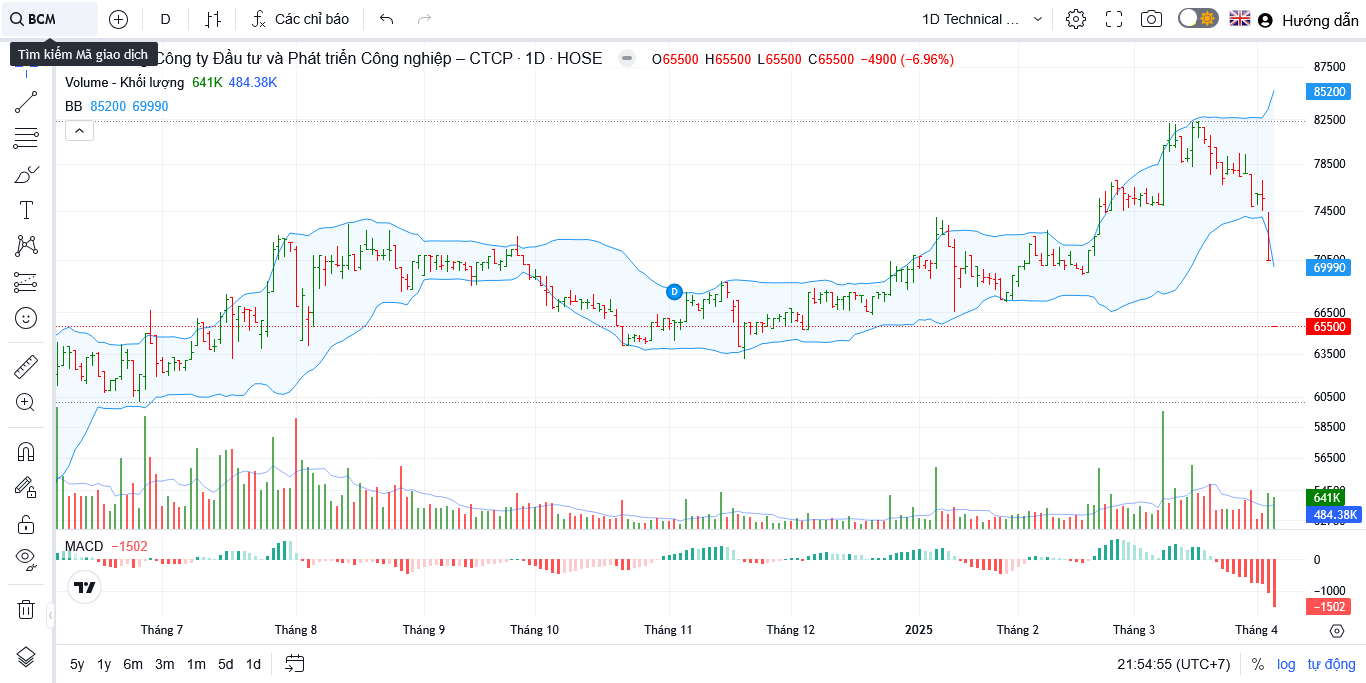 BCM
D
Các chỉ báo
1D Technical ...
Hướng dẫn
Tìm kiếm Mã giao dịch
Công ty Đầu tư và Phát triển Công nghiệp – CTCP · 1D · HOSE
O65500 H65500 L65500 C65500 −4900 (−6.96%)
Volume - Khối lượng 641K 484.38K
BB 85200 69990
87500
85200
82500
78500
74500
70500
69990
66500
65500
63500
60500
58500
56500
641K
484.38K
D
MACD −1502
0
−1000
−1502
Tháng 7
Tháng 8
Tháng 9
Tháng 10
Tháng 11
Tháng 12
2025
Tháng 2
Tháng 3
Tháng 4
5y 1y 6m 3m 1m 5d 1d
21:54:55 (UTC+7)
% log tự động